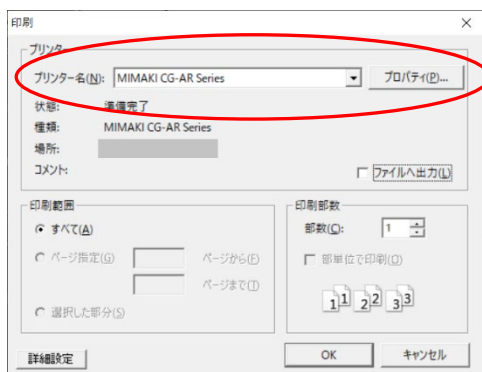 印刷
プリンター
プリンター名(N): MIMAKI CG-AR Series プロパティ(P)...
状態: 準備完了
種類: MIMAKI CG-AR Series
場所:
コメント: ファイルへ出力(L)
印刷範囲
すべて(A)
ページ指定(G) ページから(F)
ページまで(T)
選択した部分(S)
印刷部数
部数(C): 1
部単位で印刷(O)
1 1 2 2 3 3
詳細設定 OK キャンセル